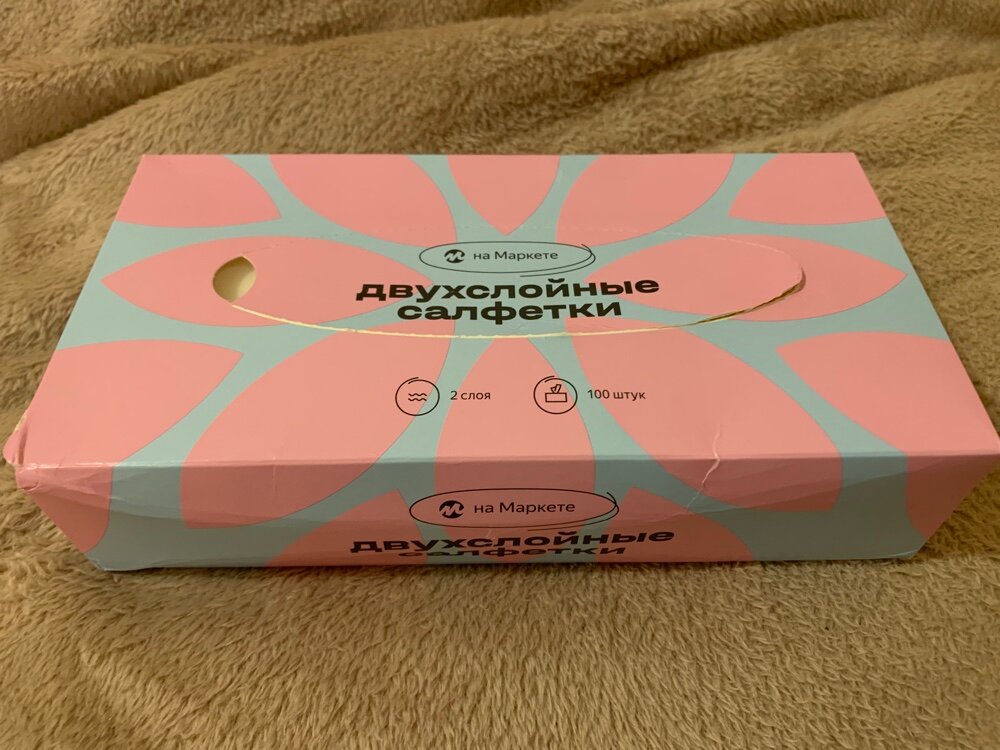 на Маркете
двухслойные
салфетки
2 слоя
100 штук
на Маркете
двухслойные
салфетки